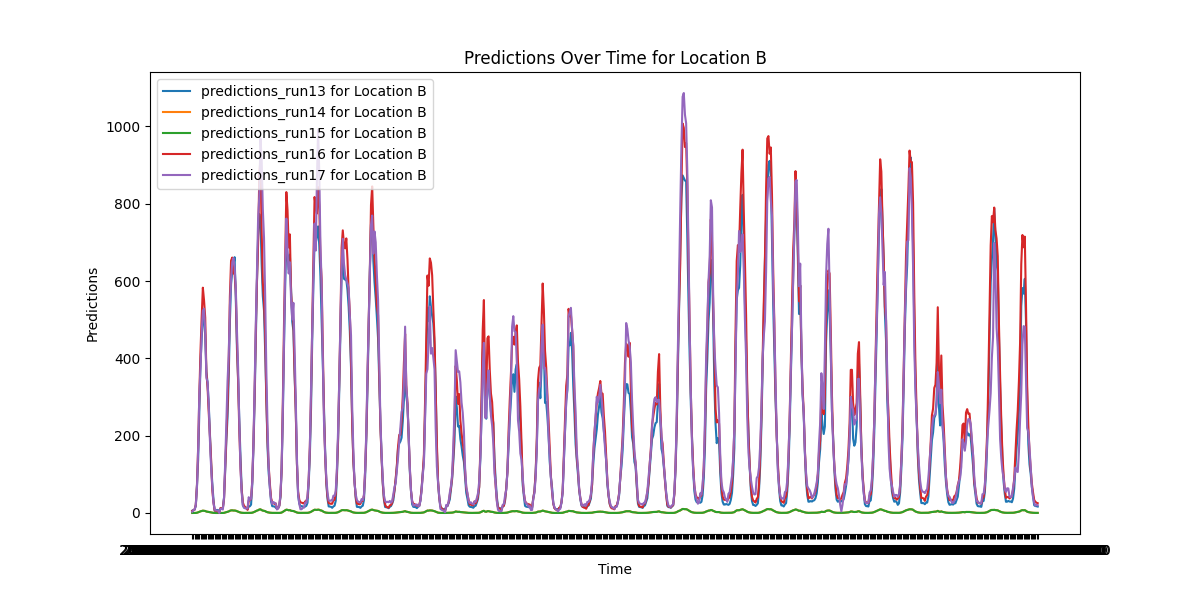 Predictions Over Time for Location B
predictions_run13 for Location B
predictions_run14 for Location B
predictions_run15 for Location B
predictions_run16 for Location B
predictions_run17 for Location B
1000
800
600
400
200
0
Predictions
Time